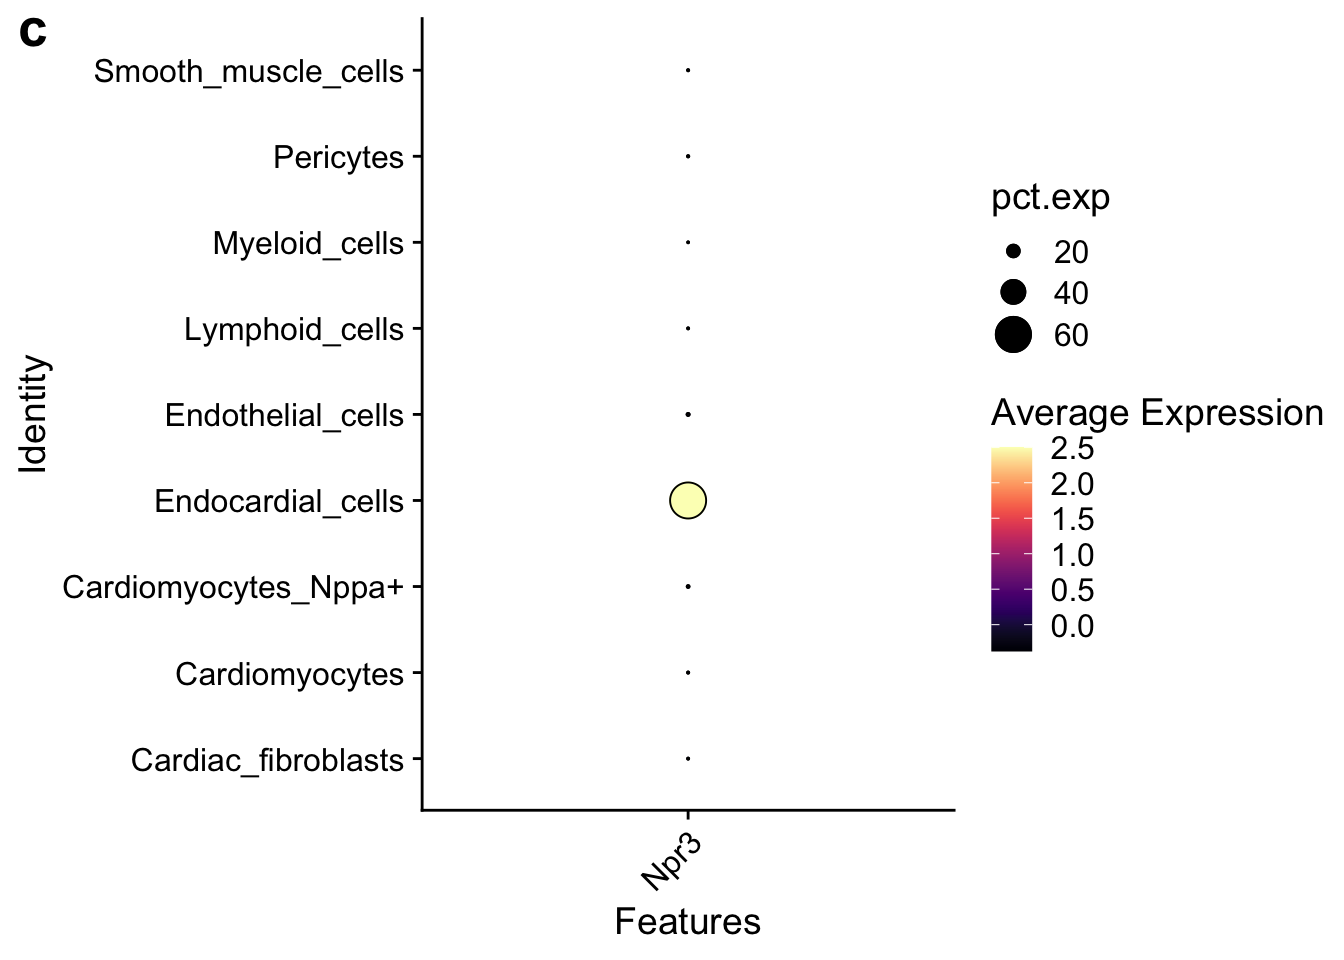 c
Smooth_muscle_cells
Pericytes
Myeloid_cells
Lymphoid_cells
Endothelial_cells
Endocardial_cells
Cardiomyocytes_Nppa+
Cardiomyocytes
Cardiac_fibroblasts
Identity
Npr3
Features
pct.exp
20
40
60
Average Expression
2.5
2.0
1.5
1.0
0.5
0.0